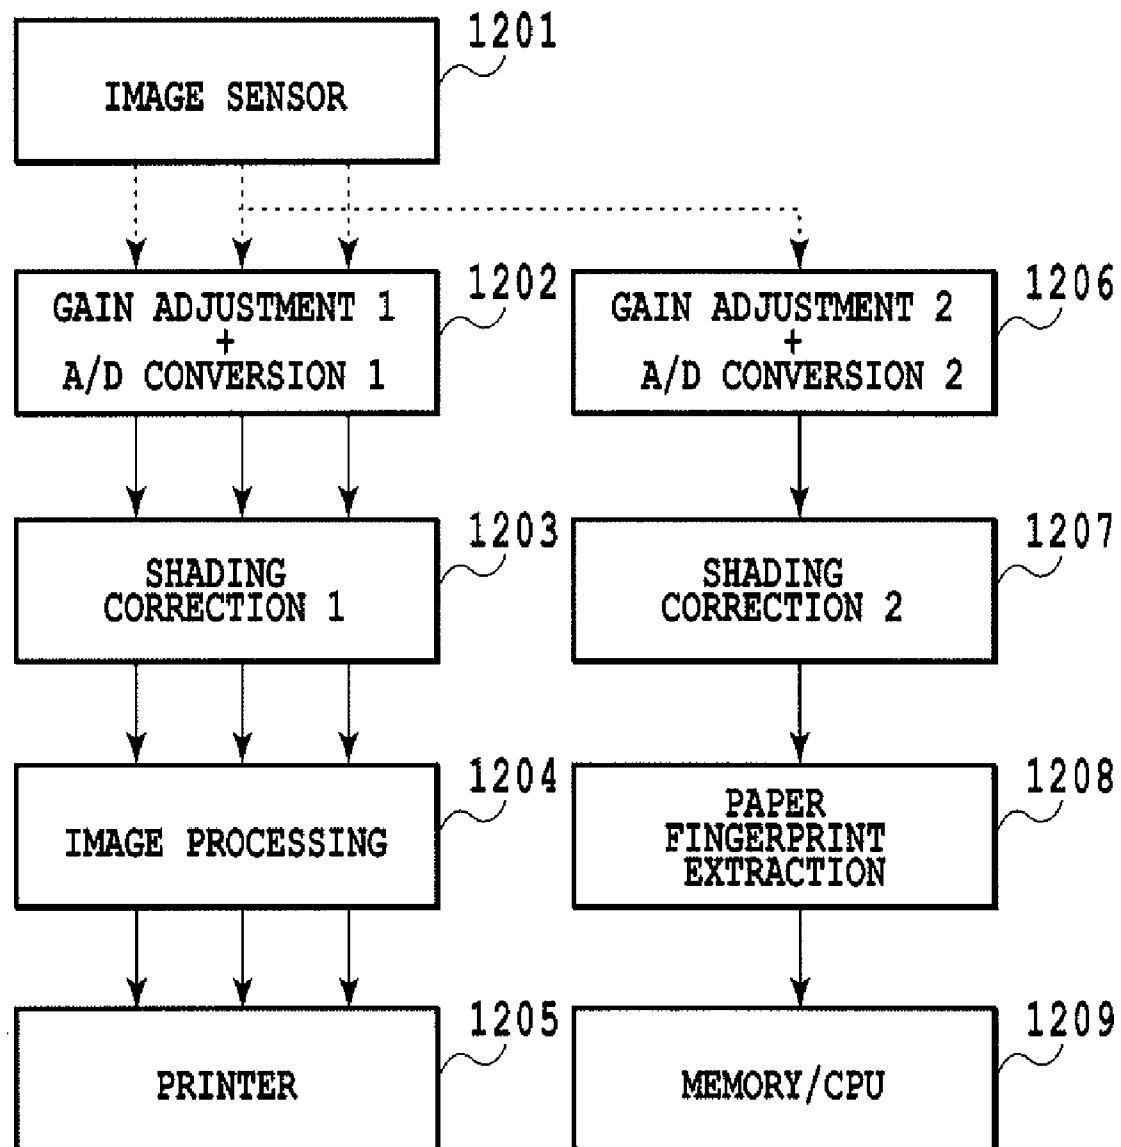 1201
IMAGE SENSOR
1202
GAIN ADJUSTMENT 1
+
A/D CONVERSION 1
1206
GAIN ADJUSTMENT 2
+
A/D CONVERSION 2
1203
SHADING
CORRECTION 1
1207
SHADING
CORRECTION 2
1204
IMAGE PROCESSING
1208
PAPER
FINGERPRINT
EXTRACTION
1205
PRINTER
1209
MEMORY/CPU